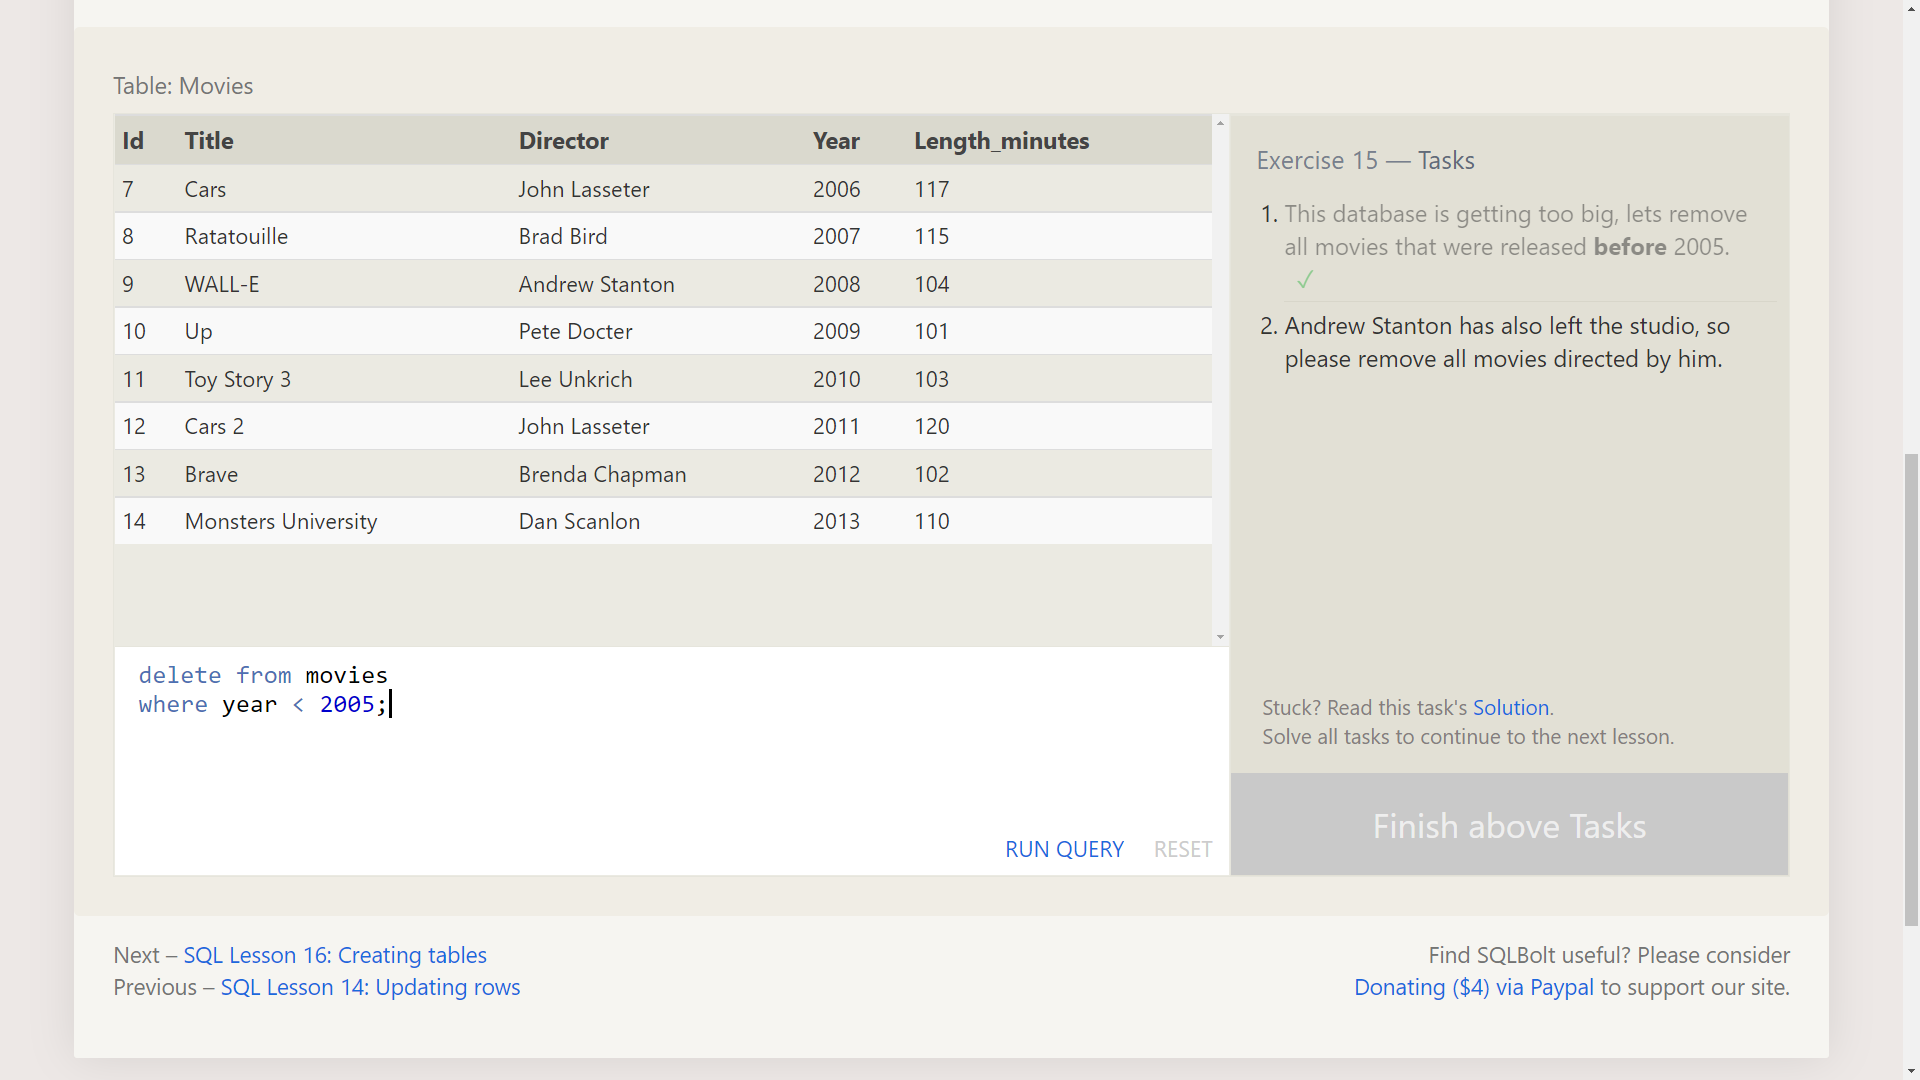 Table: Movies
Id Title Director Year Length_minutes
7 Cars John Lasseter 2006 117
8 Ratatouille Brad Bird 2007 115
9 WALL-E Andrew Stanton 2008 104
10 Up Pete Docter 2009 101
11 Toy Story 3 Lee Unkrich 2010 103
12 Cars 2 John Lasseter 2011 120
13 Brave Brenda Chapman 2012 102
14 Monsters University Dan Scanlon 2013 110
delete from movies
where year < 2005;
RUN QUERY RESET
Exercise 15 — Tasks
1. This database is getting too big, lets remove
all movies that were released before 2005.
✓
2. Andrew Stanton has also left the studio, so
please remove all movies directed by him.
Stuck? Read this task's Solution.
Solve all tasks to continue to the next lesson.
Finish above Tasks
Next – SQL Lesson 16: Creating tables
Previous – SQL Lesson 14: Updating rows
Find SQLBolt useful? Please consider
Donating ($4) via Paypal to support our site.